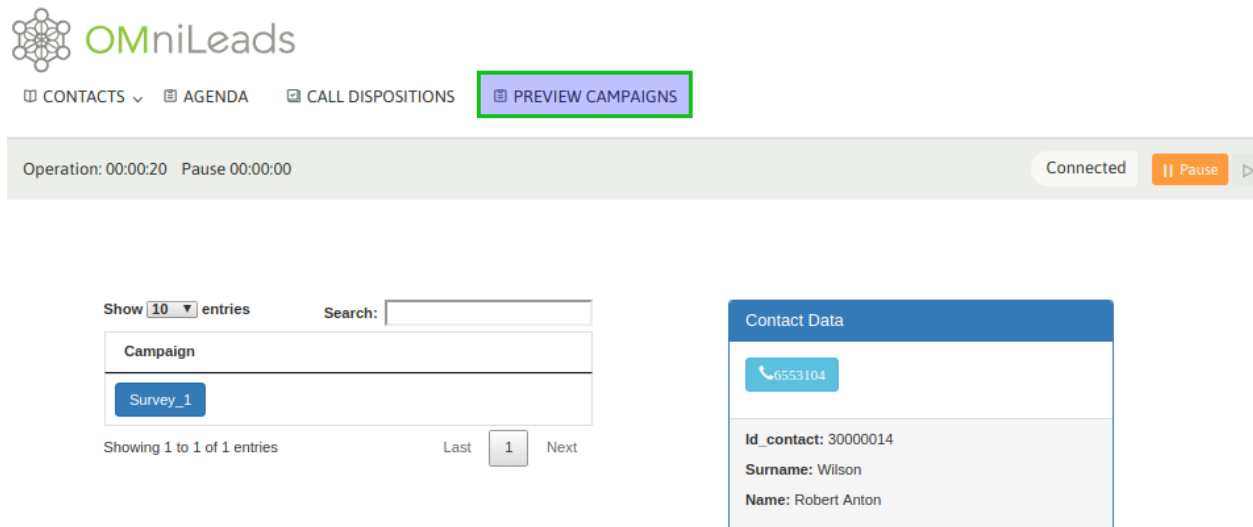 OMniLeads
CONTACTS AGENDA CALL DISPOSITIONS PREVIEW CAMPAIGNS
Operation: 00:00:20 Pause 00:00:00 Connected Pause
Show 10 entries Search:
Campaign
Survey_1
Showing 1 to 1 of 1 entries Last 1 Next
Contact Data
6553104
Id_contact: 30000014
Surname: Wilson
Name: Robert Anton